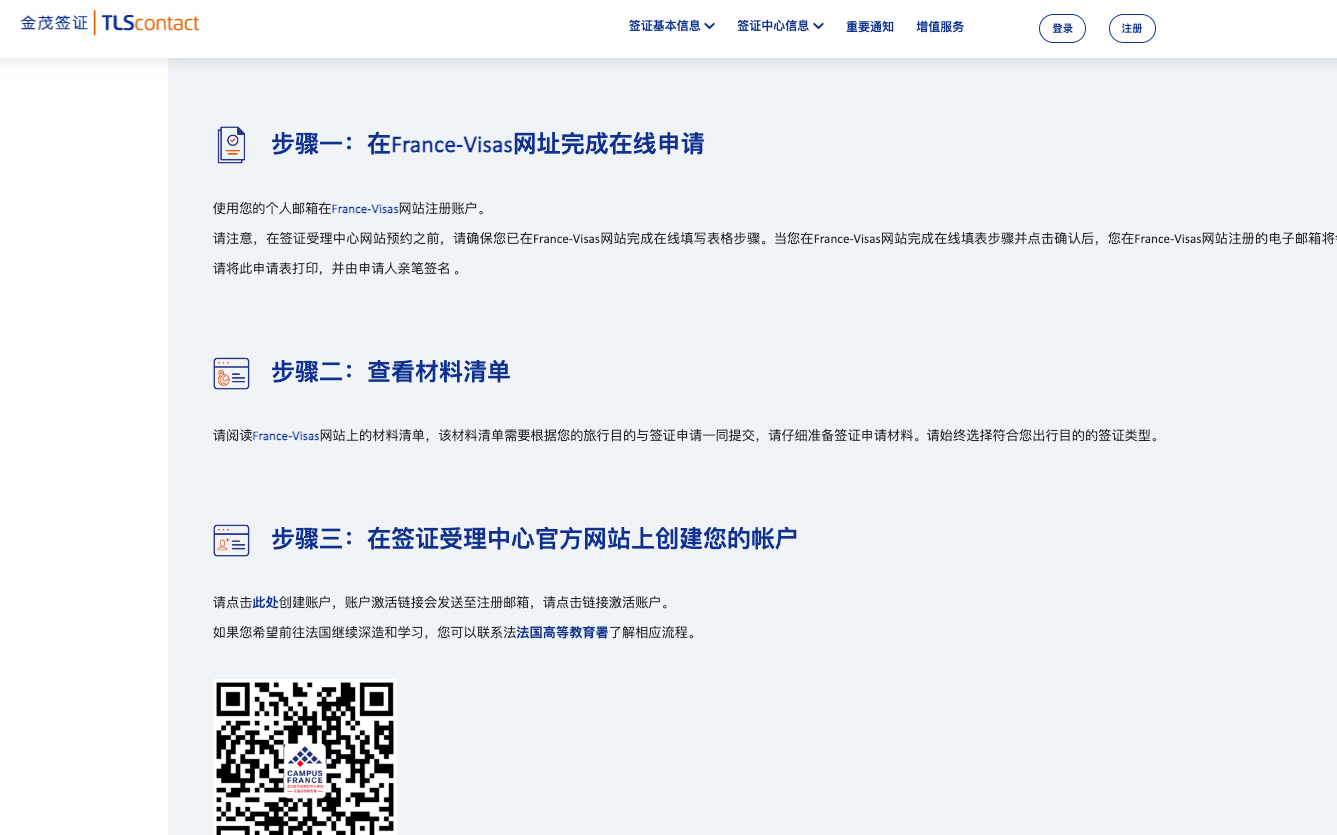 金茂签证 TLScontact
签证基本信息 签证中心信息 重要通知 增值服务 登录 注册
步骤一：在France-Visas网址完成在线申请
使用您的个人邮箱在France-Visas网站注册账户。
请注意，在签证受理中心网站预约之前，请确保您已在France-Visas网站完成在线填写表格步骤。当您在France-Visas网站完成在线填表步骤并点击确认后，您在France-Visas网站注册的电子邮箱将
请将此申请表打印，并由申请人亲笔签名 。
步骤二：查看材料清单
请阅读France-Visas网站上的材料清单，该材料清单需要根据您的旅行目的与签证申请一同提交，请仔细准备签证申请材料。请始终选择符合您出行目的的签证类型。
步骤三：在签证受理中心官方网站上创建您的帐户
请点击此处创建账户，账户激活链接会发送至注册邮箱，请点击链接激活账户。
如果您希望前往法国继续深造和学习，您可以联系法法国高等教育署了解相应流程。
CAMPUS
FRANCE